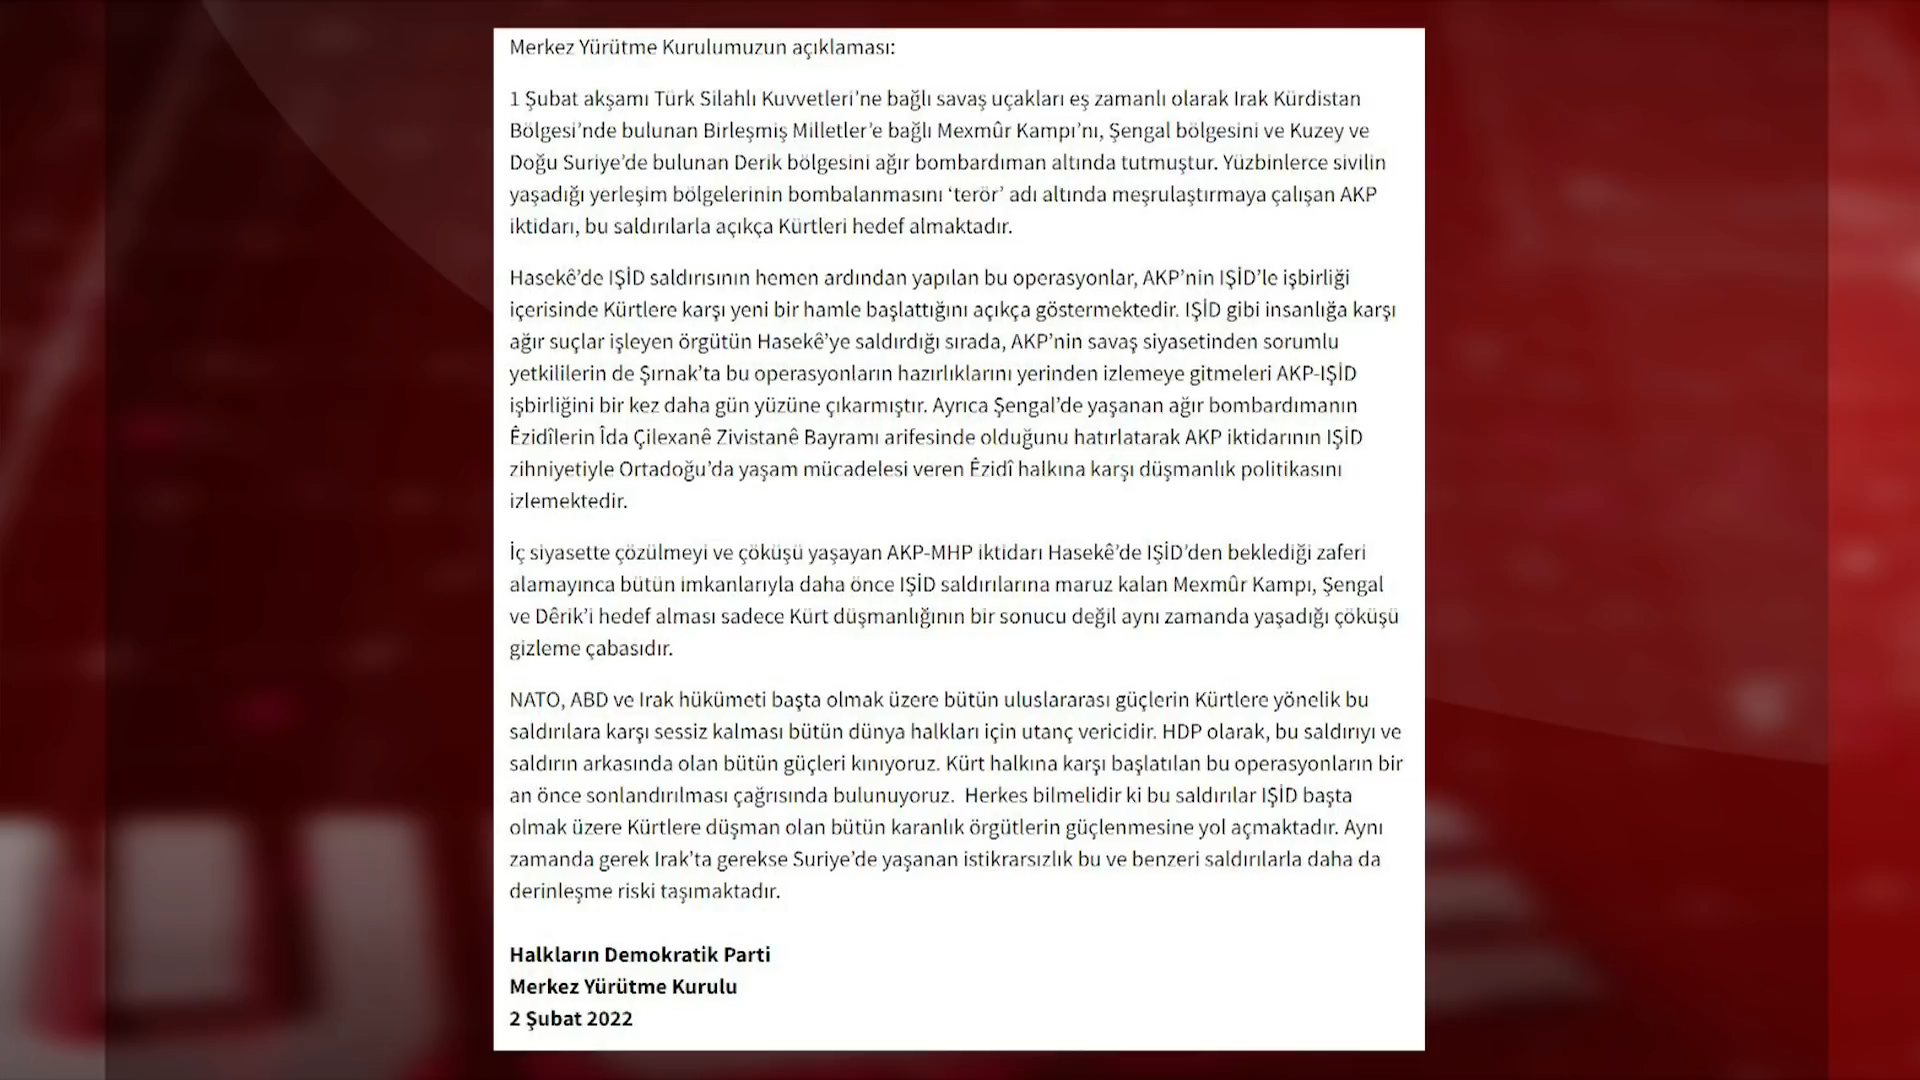 Merkez Yürütme Kurulumuzun açıklaması:
1 Şubat akşamı Türk Silahlı Kuvvetleri’ne bağlı savaş uçakları eş zamanlı olarak Irak Kürdistan
Bölgesi’nde bulunan Birleşmiş Milletler’e bağlı Mexmûr Kampı’nı, Şengal bölgesini ve Kuzey ve
Doğu Suriye’de bulunan Derik bölgesini ağır bombardıman altında tutmuştur. Yüzbinlerce sivilin
yaşadığı yerleşim bölgelerinin bombalanmasını ‘terör’ adı altında meşrulaştırmaya çalışan AKP
iktidarı, bu saldırılarla açıkça Kürtleri hedef almaktadır.
Hasekê’de IŞİD saldırısının hemen ardından yapılan bu operasyonlar, AKP’nin IŞİD’le işbirliği
içerisinde Kürtlere karşı yeni bir hamle başlattığını açıkça göstermektedir. IŞİD gibi insanlığa karşı
ağır suçlar işleyen örgütün Hasekê’ye saldırdığı sırada, AKP’nin savaş siyasetinden sorumlu
yetkililerin de Şırnak’ta bu operasyonların hazırlıklarını yerinden izlemeye gitmeleri AKP-IŞİD
işbirliğini bir kez daha gün yüzüne çıkarmıştır. Ayrıca Şengal’de yaşanan ağır bombardımanın
Êzidîlerin Îda Çilexanê Zivistanê Bayramı arifesinde olduğunu hatırlatarak AKP iktidarının IŞİD
zihniyetiyle Ortadoğu’da yaşam mücadelesi veren Êzidî halkına karşı düşmanlık politikasını
izlemektedir.
İç siyasette çözülmeyi ve çöküşü yaşayan AKP-MHP iktidarı Hasekê’de IŞİD’den beklediği zaferi
alamayınca bütün imkanlarıyla daha önce IŞİD saldırılarına maruz kalan Mexmûr Kampı, Şengal
ve Dêrik’i hedef alması sadece Kürt düşmanlığının bir sonucu değil aynı zamanda yaşadığı çöküşü
gizleme çabasıdır.
NATO, ABD ve Irak hükümeti başta olmak üzere bütün uluslararası güçlerin Kürtlere yönelik bu
saldırılara karşı sessiz kalması bütün dünya halkları için utanç vericidir. HDP olarak, bu saldırıyı ve
saldırın arkasında olan bütün güçleri kınıyoruz. Kürt halkına karşı başlatılan bu operasyonların bir
an önce sonlandırılması çağrısında bulunuyoruz.  Herkes bilmelidir ki bu saldırılar IŞİD başta
olmak üzere Kürtlere düşman olan bütün karanlık örgütlerin güçlenmesine yol açmaktadır. Aynı
zamanda gerek Irak’ta gerekse Suriye’de yaşanan istikrarsızlık bu ve benzeri saldırılarla daha da
derinleşme riski taşımaktadır.
Halkların Demokratik Parti
Merkez Yürütme Kurulu
2 Şubat 2022